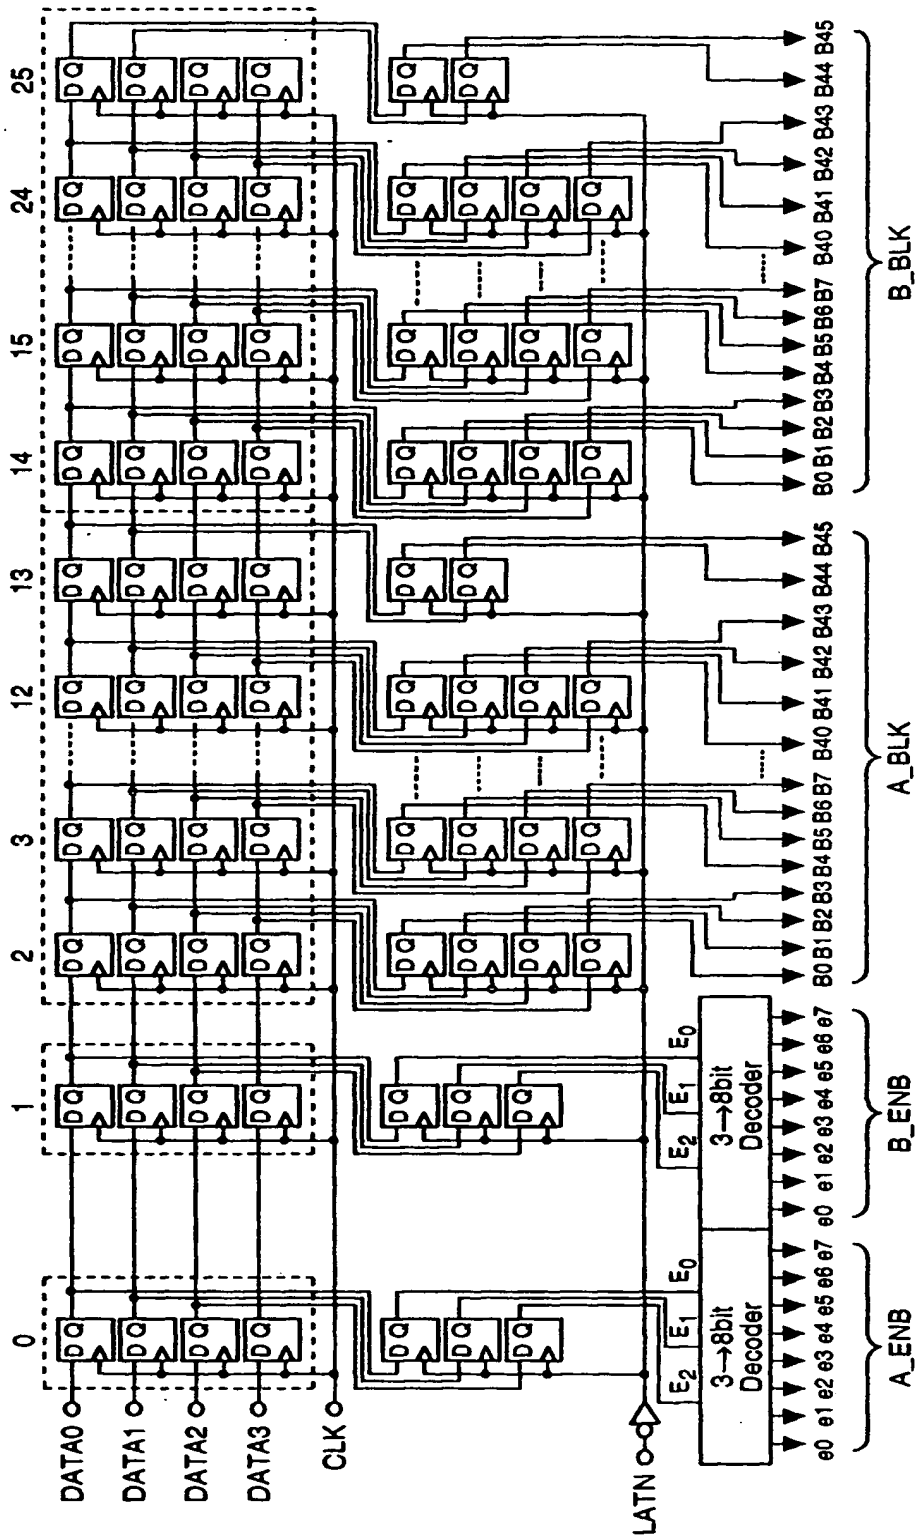 0 1 2 3 12 13 14 15 24 25
DATA0 D Q D Q D Q D Q D Q D Q D Q D Q D Q D Q
DATA1 D Q D Q D Q D Q D Q D Q D Q D Q D Q D Q
DATA2 D Q D Q D Q D Q D Q D Q D Q D Q D Q D Q
DATA3 D Q D Q D Q D Q D Q D Q D Q D Q D Q D Q
CLK
D Q D Q D Q D Q D Q D Q D Q D Q D Q D Q
D Q D Q D Q D Q D Q D Q D Q D Q D Q D Q
D Q D Q D Q D Q D Q D Q D Q D Q
D Q D Q D Q D Q D Q D Q
LATN
E2 E1 E0 E2 E1 E0
3→8bit Decoder
3→8bit Decoder
e0 e1 e2 e3 e4 e5 e6 e7 e0 e1 e2 e3 e4 e5 e6 e7 B0 B1 B2 B3 B4 B5 B6 B7 B40 B41 B42 B43 B44 B45 B0 B1 B2 B3 B4 B5 B6 B7 B40 B41 B42 B43 B44 B45
A_ENB B_ENB A_BLK B_BLK